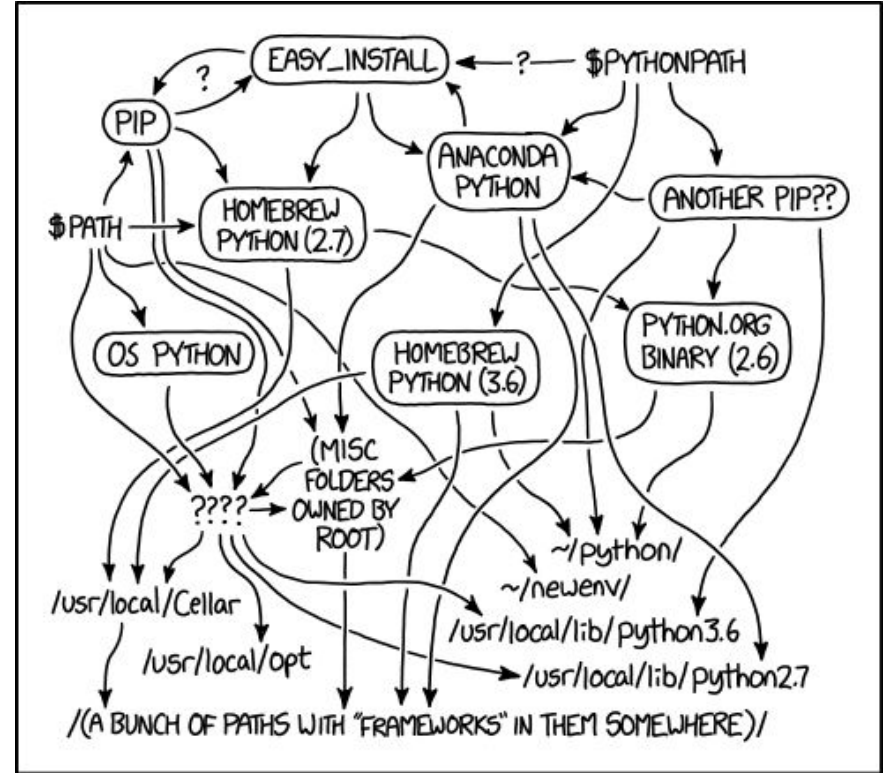 EASY_INSTALL
?
$PYTHONPATH
?
PIP
ANACONDA
PYTHON
ANOTHER PIP??
HOMEBREW
PYTHON (2.7)
$PATH
PYTHON.ORG
BINARY (2.6)
OS PYTHON
HOMEBREW
PYTHON (3.6)
(MISC
FOLDERS
OWNED BY
ROOT)
????
~/python/
~/newenv/
/usr/local/Cellar
/usr/local/lib/python3.6
/usr/local/opt
/usr/local/lib/python2.7
/(A BUNCH OF PATHS WITH "FRAMEWORKS" IN THEM SOMEWHERE)/